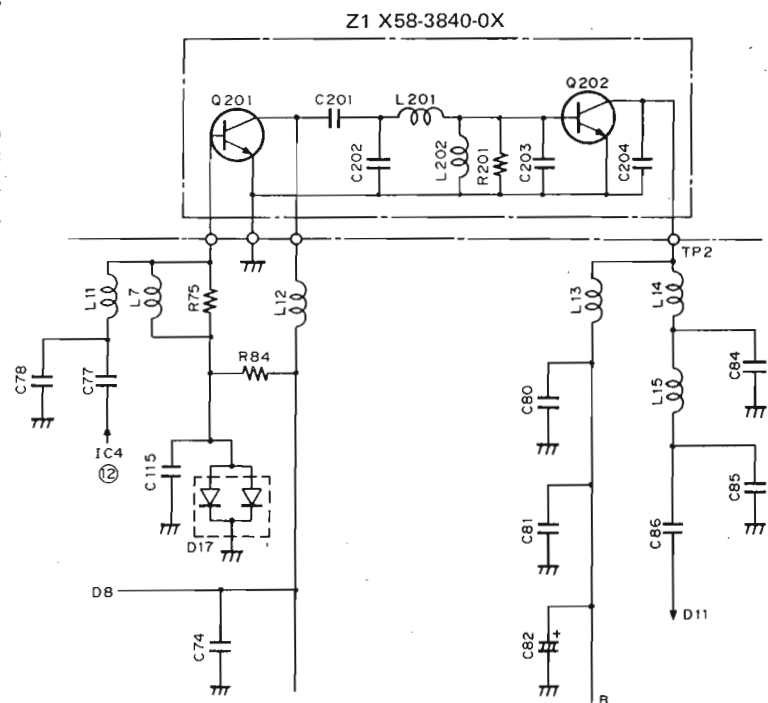 Z1 X58-3840-0X
Q201
C201
L201
Q202
C202
L202
R201
C203
C204
TP2
L11
L7
R75
L12
L13
L14
C78
C77
R84
C80
L15
C84
IC4
12
C115
D17
C81
C86
C85
D8
C74
C82
+
D11
B